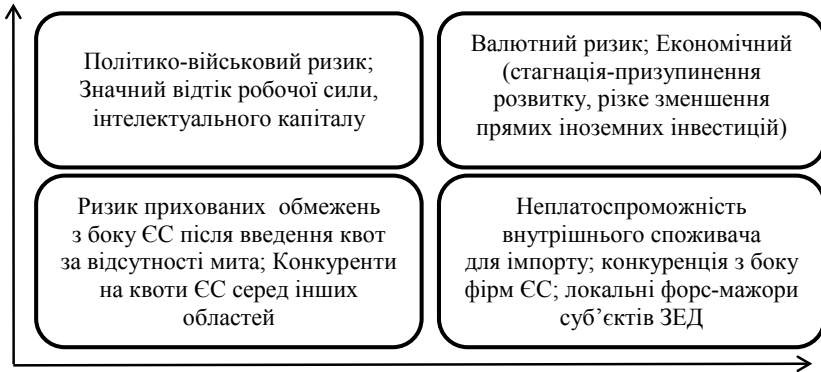 Політико-військовий ризик;
Значний відтік робочої сили,
інтелектуального капіталу
Валютний ризик; Економічний
(стагнація-призупинення
розвитку, різке зменшення
прямих іноземних інвестицій)
Ризик прихованих обмежень
з боку ЄС після введення квот
за відсутності мита; Конкуренти
на квоти ЄС серед інших
областей
Неплатоспроможність
внутрішнього споживача
для імпорту; конкуренція з боку
фірм ЄС; локальні форс-мажори
суб’єктів ЗЕД